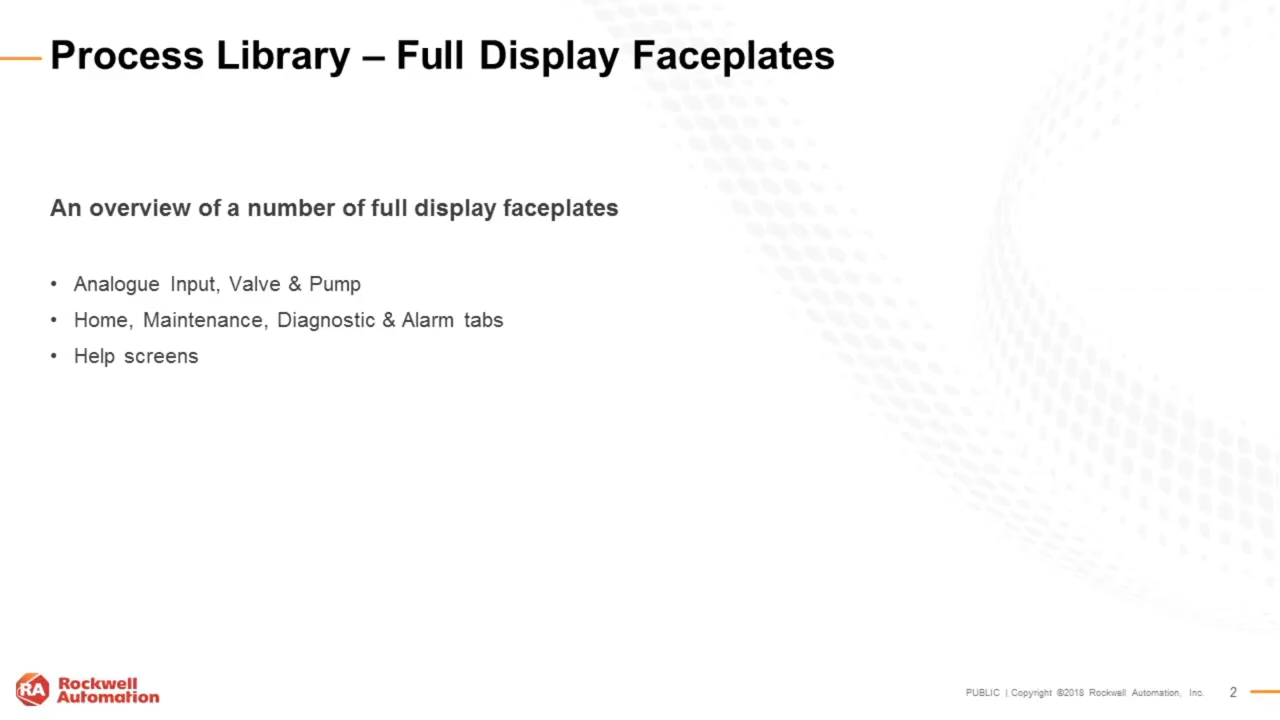 Process Library – Full Display Faceplates
An overview of a number of full display faceplates
• Analogue Input, Valve & Pump
• Home, Maintenance, Diagnostic & Alarm tabs
• Help screens
RA
Rockwell
Automation
PUBLIC | Copyright ©2018 Rockwell Automation, Inc. 2